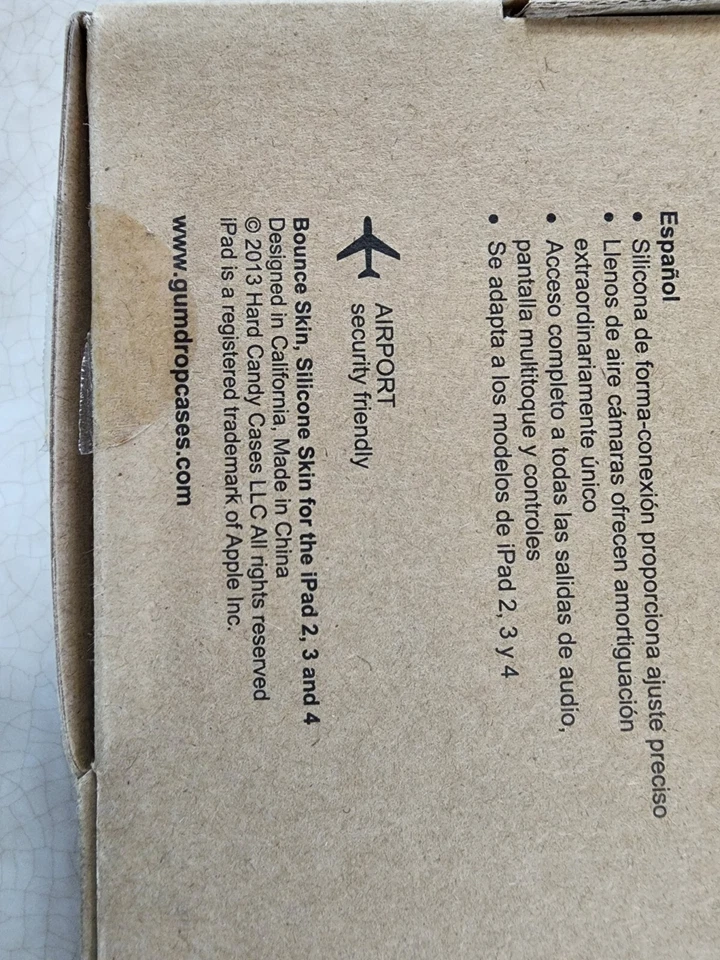 Español
• Silicona de forma-conexión proporciona ajuste preciso
• Llenos de aire cámaras ofrecen amortiguación
extraordinariamente único
• Acceso completo a todas las salidas de audio,
pantalla multitoque y controles
• Se adapta a los modelos de iPad 2, 3 y 4
AIRPORT
security friendly
Bounce Skin, Silicone Skin for the iPad 2, 3 and 4
Designed in California, Made in China
© 2013 Hard Candy Cases LLC All rights reserved
iPad is a registered trademark of Apple Inc.
www.gumdropcases.com